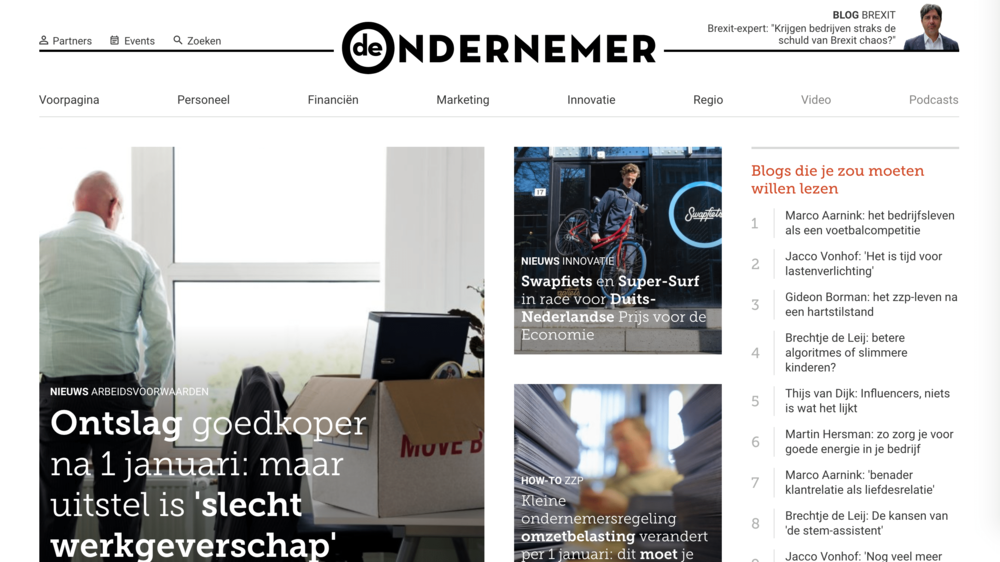 Partners
Events
Zoeken
deONDERNEMER
BLOG BREXIT
Brexit-expert: "Krijgen bedrijven straks de
schuld van Brexit chaos?"
Voorpagina
Personeel
Financiën
Marketing
Innovatie
Regio
Video
Podcasts
NIEUWS ARBEIDSVOORWAARDEN
Ontslag goedkoper
na 1 januari: maar
uitstel is 'slecht
werkgeverschap'
MOVE B
17
Swapfiets
NIEUWS INNOVATIE
Swapfiets en Super-Surf
in race voor Duits-
Nederlandse Prijs voor de
Economie
HOW-TO ZZP
Kleine
ondernemersregeling
omzetbelasting verandert
per 1 januari: dit moet je
Blogs die je zou moeten
willen lezen
1 Marco Aarnink: het bedrijfsleven
als een voetbalcompetitie
2 Jacco Vonhof: 'Het is tijd voor
lastenverlichting'
3 Gideon Borman: het zzp-leven na
een hartstilstand
4 Brechtje de Leij: betere
algoritmes of slimmere
kinderen?
5 Thijs van Dijk: Influencers, niets
is wat het lijkt
6 Martin Hersman: zo zorg je voor
goede energie in je bedrijf
7 Marco Aarnink: 'benader
klantrelatie als liefdesrelatie'
8 Brechtje de Leij: De kansen van
'de stem-assistent'
Jacco Vonhof: 'Nog veel meer